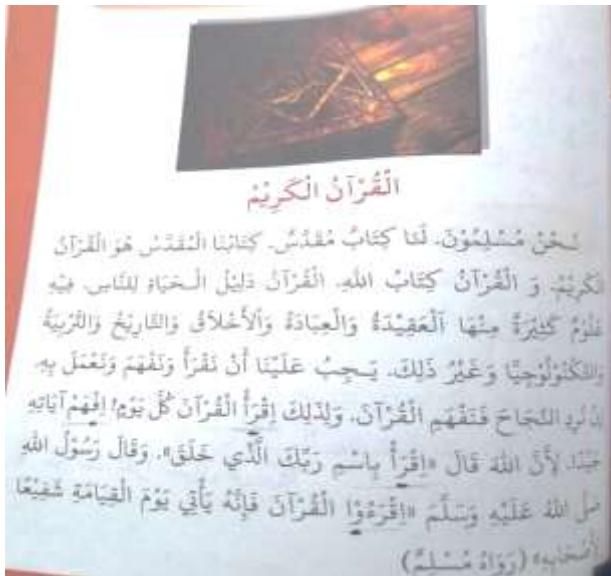 الْقُرْآنُ الْكَرِيْمُ
نَحْنُ مُسْلِمُوْنَ. لَنَا كِتَابٌ مُقَدَّسٌ. كِتَابُنَا الْمُقَدَّسُ هُوَ الْقُرْآنُ
الْكَرِيْمُ. وَ الْقُرْآنُ كِتَابُ اللهِ. الْقُرْآنُ دَلِيْلُ الْحَيَاةِ لِلنَّاسِ. فِيْهِ
عُلُوْمٌ كَثِيْرَةٌ مِنْهَا اَلْعَقِيْدَةُ وَالْعِبَادَةُ وَالْأَخْلَاقُ وَالتَّارِيْخُ وَالتَّرْبِيَةُ
وَالتِّكْنُوْلُوْجِيَّا وَغَيْرُ ذَلِكَ. يَجِبُ عَلَيْنَا أَنْ نَقْرَأَ وَنَفْهَمَ وَنَعْمَلَ بِهِ.
إِنْ نُرِدِ النَّجَاحَ فَنَفْهَمِ الْقُرْآنَ. وَلِذَلِكَ اِقْرَأْ الْقُرْآنَ كُلَّ يَوْمٍ! اِفْهَمْ آيَاتِهِ
جَيِّدًا. لِأَنَّ اللهَ قَالَ «اِقْرَأْ بِاسْمِ رَبِّكَ الَّذِي خَلَقَ». وَقَالَ رَسُوْلُ اللهِ
صَلَّ اللهُ عَلَيْهِ وَسَلَّمَ «اِقْرَءُوْا الْقُرْآنَ فَإِنَّهُ يَأْتِي يَوْمَ الْقِيَامَةِ شَفِيْعًا
لِأَصْحَابِهِ» (رَوَاهُ مُسْلِمٌ)